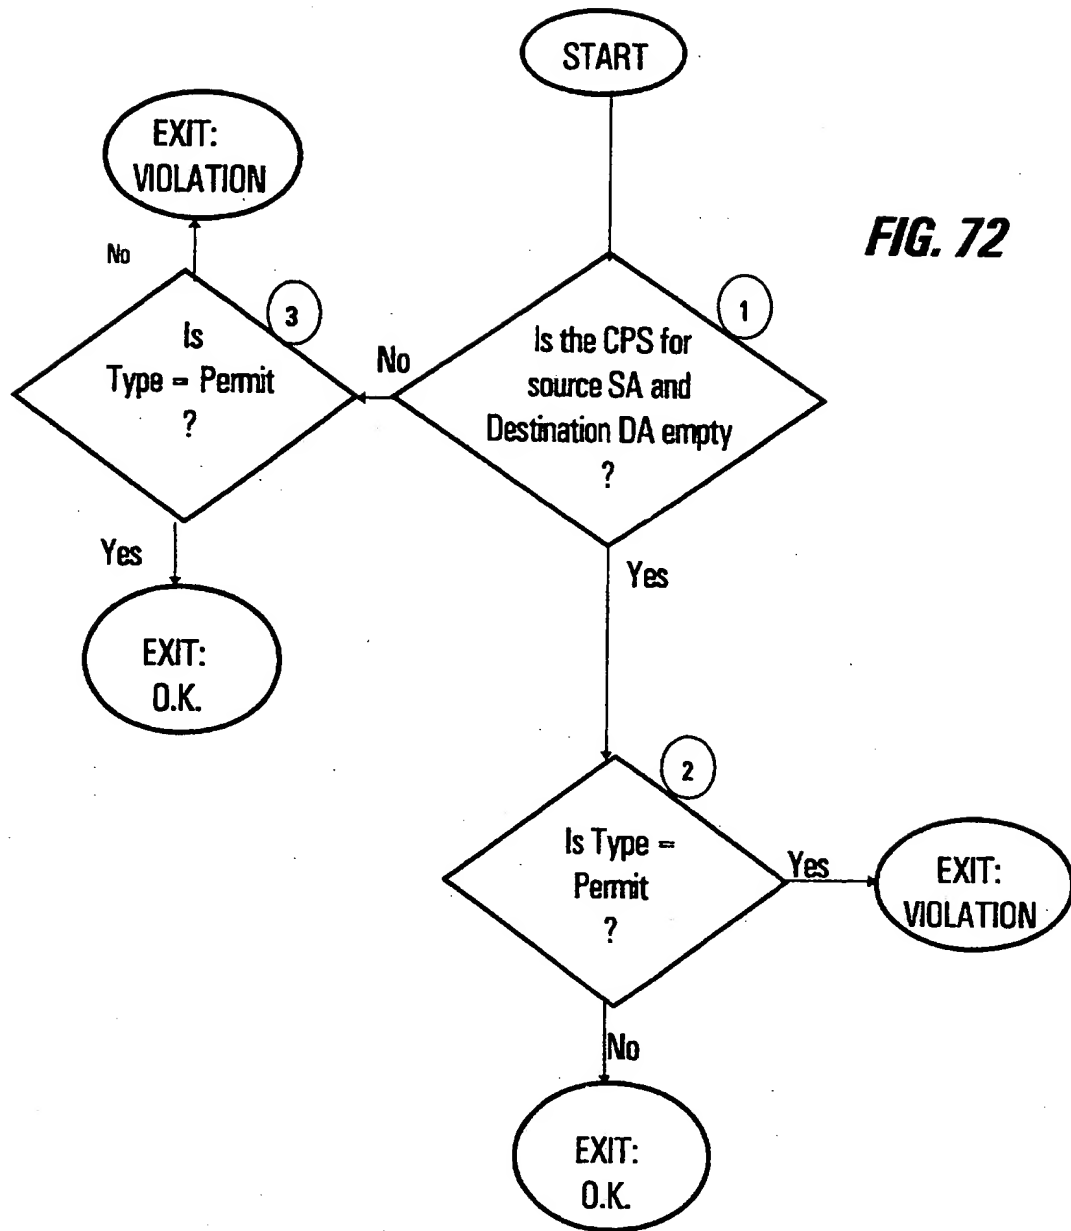 START
EXIT:
VIOLATION
FIG. 72
No
3
Is
Type = Permit
?
No
1
Is the CPS for
source SA and
Destination DA empty
?
Yes
EXIT:
O.K.
Yes
2
Is Type =
Permit
?
Yes
EXIT:
VIOLATION
No
EXIT:
O.K.